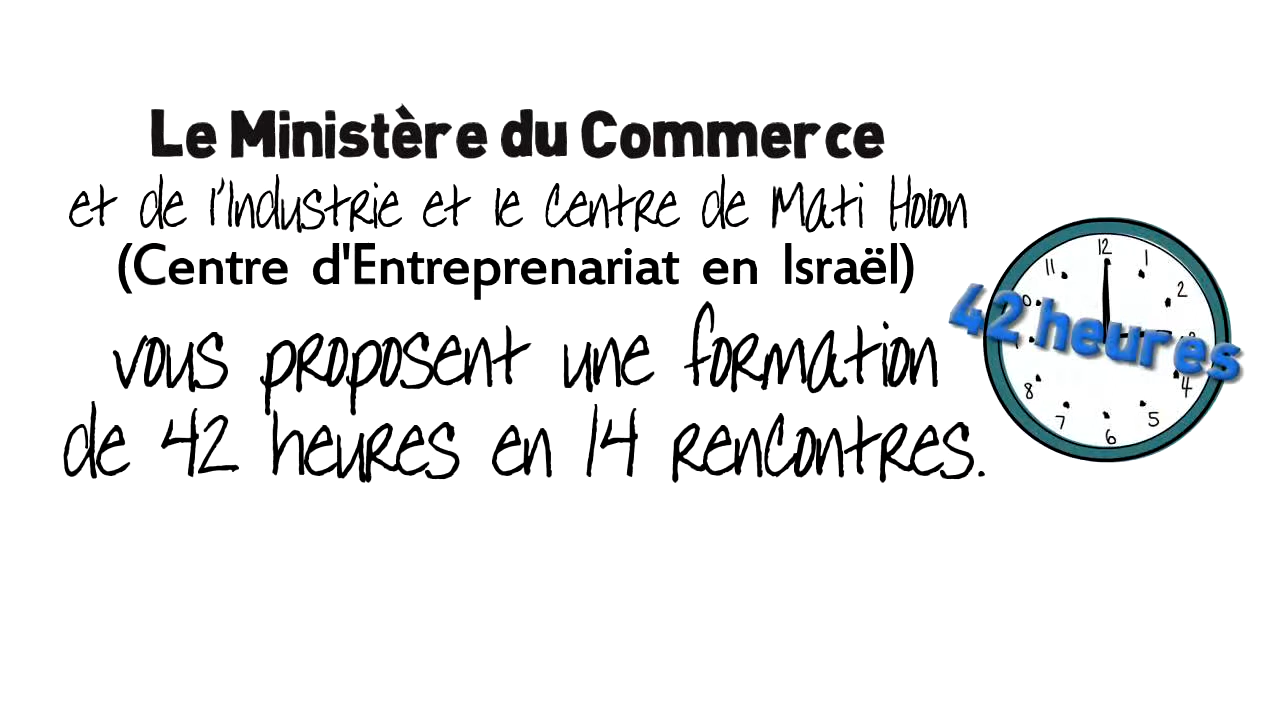 Le Ministère du Commerce
et de l'Industrie et le Centre de Mati Holon
(Centre d'Entreprenariat en Israël)
vous proposent une formation
de 42 heures en 14 rencontres.
42 heures
12
11
1
2
4
8
7
5
6